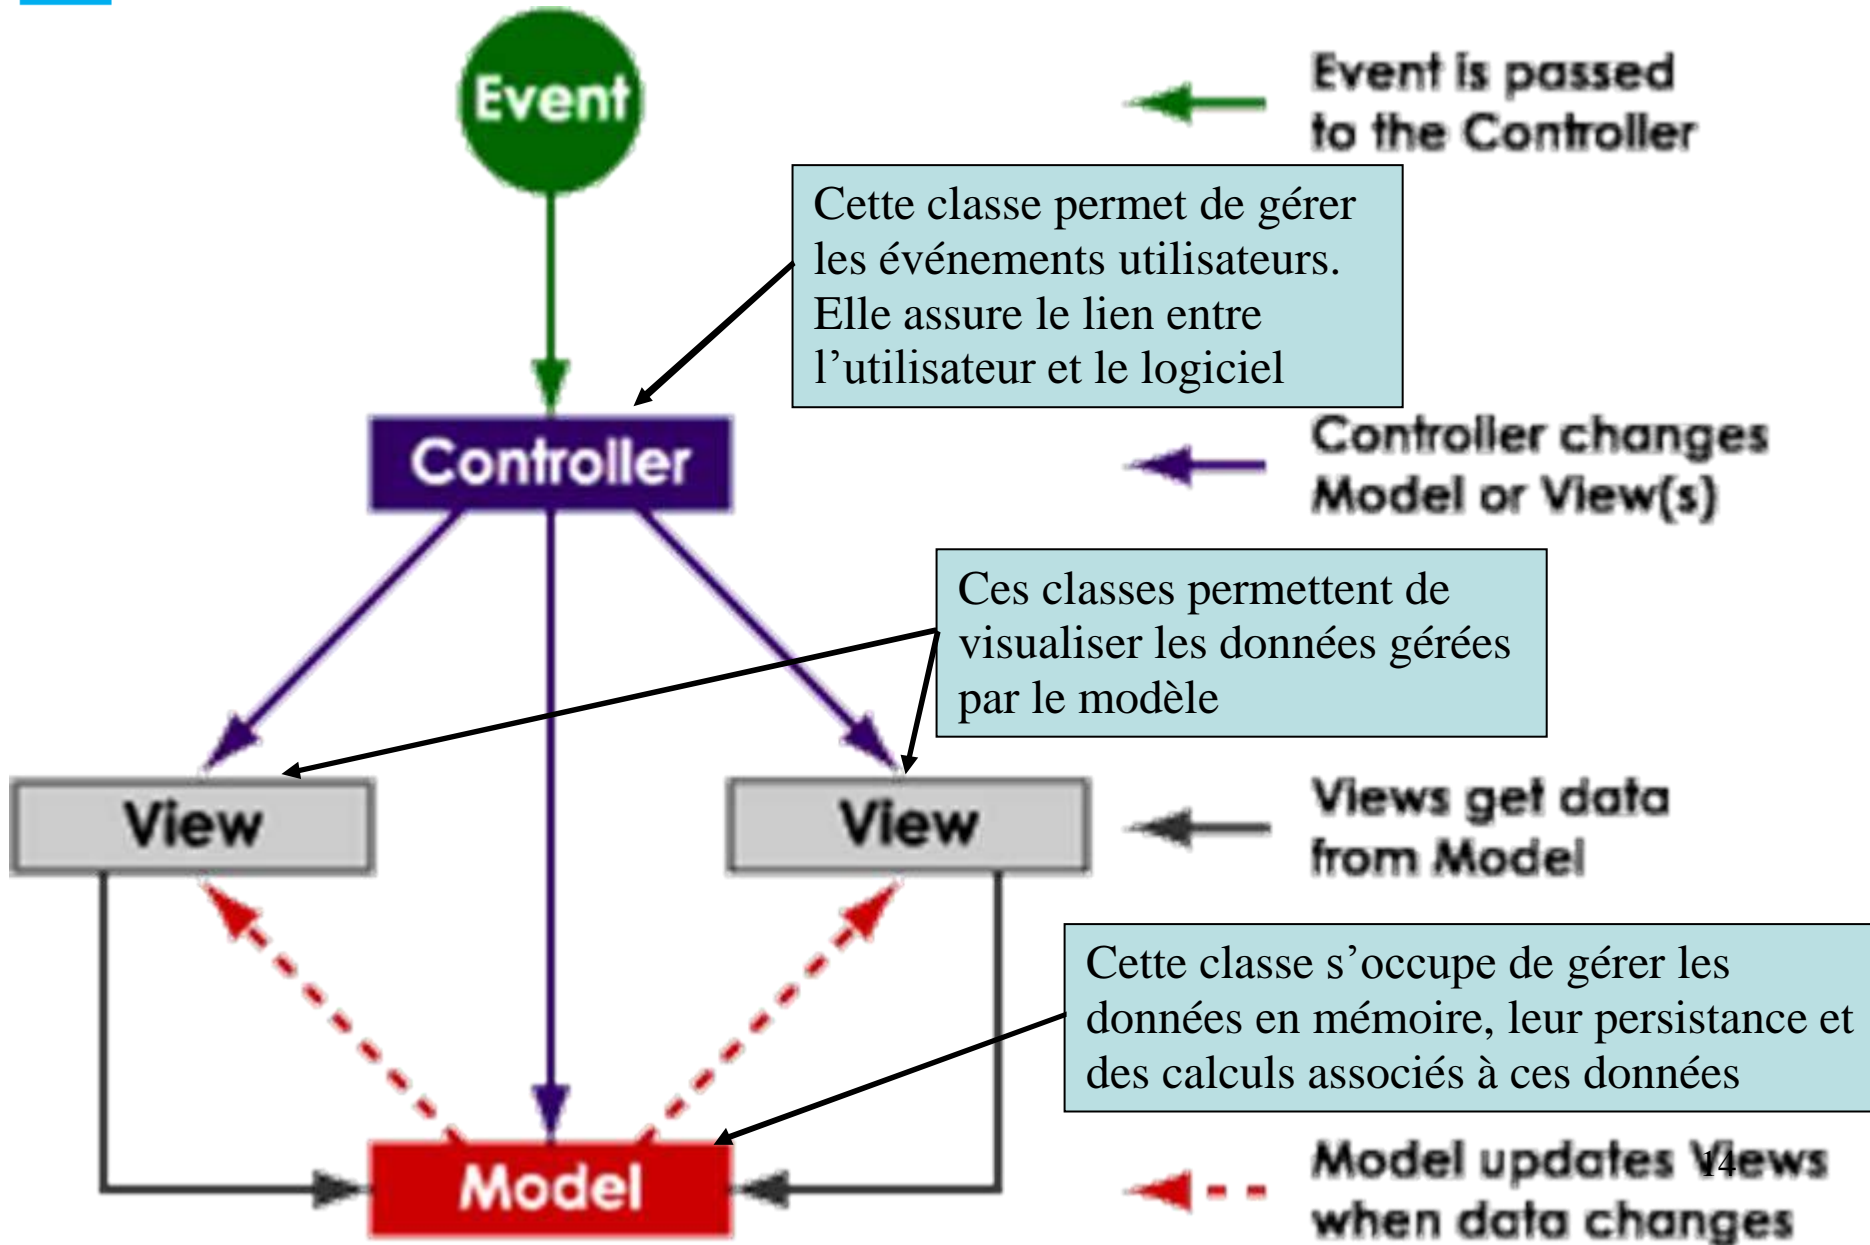 Event
Event is passed
to the Controller
Cette classe permet de gérer
les événements utilisateurs.
Elle assure le lien entre
l’utilisateur et le logiciel
Controller
Controller changes
Model or View(s)
Ces classes permettent de
visualiser les données gérées
par le modèle
View
View
Views get data
from Model
Cette classe s’occupe de gérer les
données en mémoire, leur persistance et
des calculs associés à ces données
Model
Model updates Views
when data changes
14